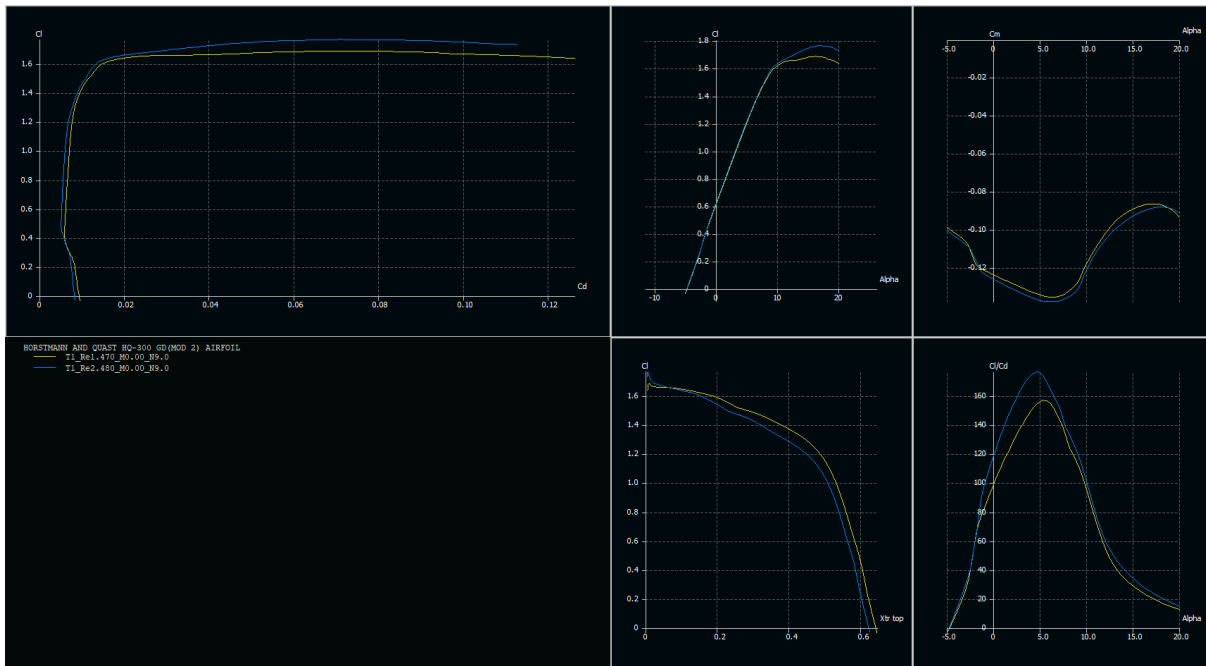 Cl
1.6
1.4
1.2
1.0
0.8
0.6
0.4
0.2
0
0 0.02 0.04 0.06 0.08 0.10 0.12
Cd
Cl
1.8
1.6
1.4
1.2
1.0
0.8
0.6
0.4
0.2
0
-10 0 10 20
Alpha
Cm Alpha
-5.0 0 5.0 10.0 15.0 20.0
-0.02
-0.04
-0.06
-0.08
-0.10
-0.12
HORSTMANN AND QUAST HQ-300 GD(MOD 2) AIRFOIL
T1_Re1.470_M0.00_N9.0
T1_Re2.480_M0.00_N9.0
Cl
1.6
1.4
1.2
1.0
0.8
0.6
0.4
0.2
0
0 0.2 0.4 0.6
Xtr top
Cl/Cd
160
140
120
100
80
60
40
20
0
Alpha
-5.0 0 5.0 10.0 15.0 20.0